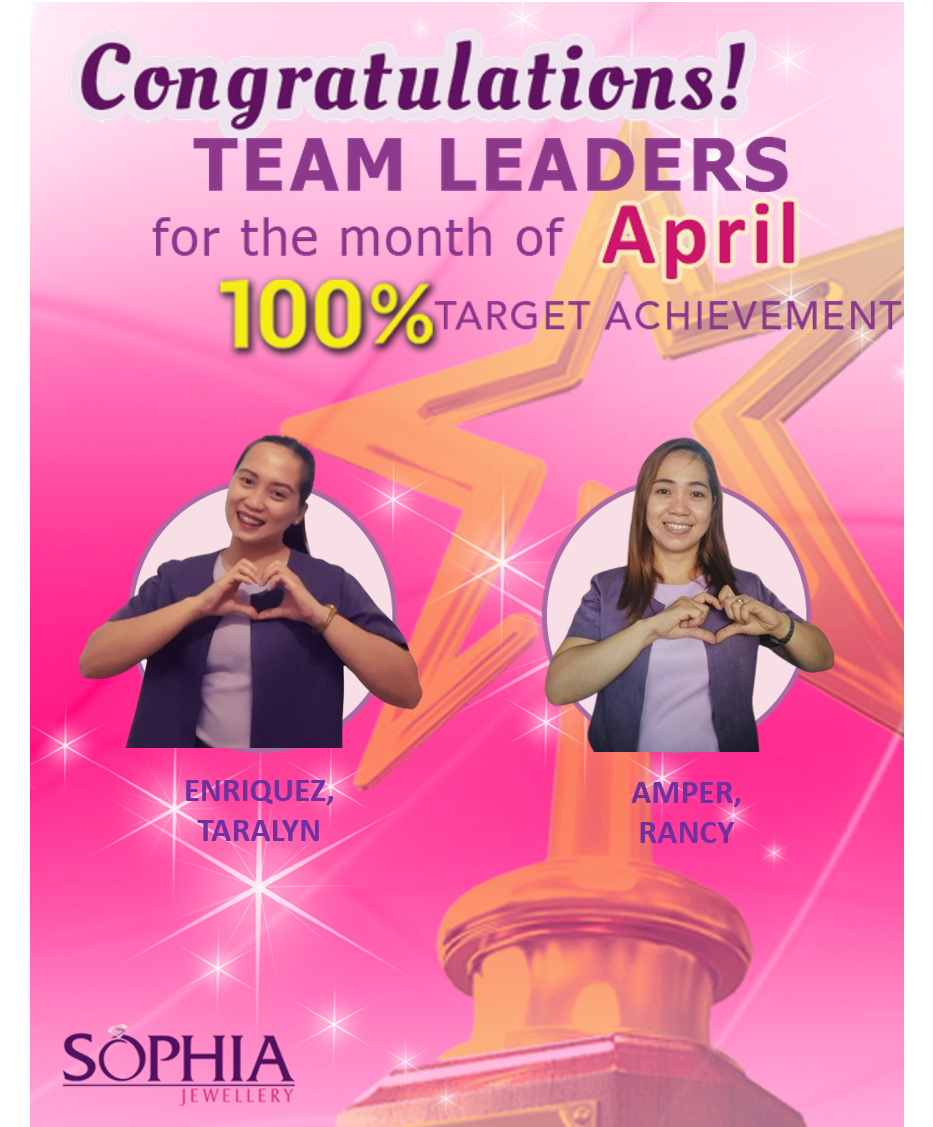 Congratulations!
TEAM LEADERS
for the month of April
100% TARGET ACHIEVEMENT
ENRIQUEZ,
TARALYN
AMPER,
RANCY
SOPHIA
JEWELLERY